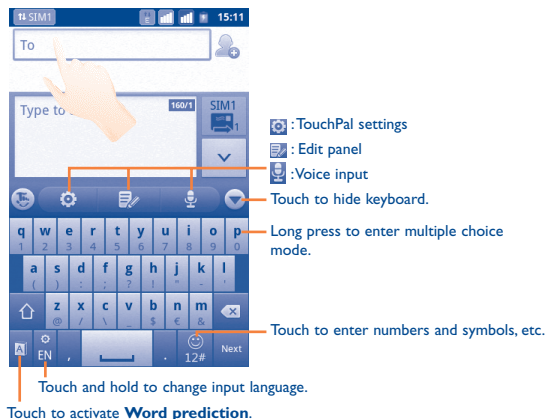 SIM1 E 15:11
To
Type to 160/1 SIM1
1
: TouchPal settings
: Edit panel
: Voice input
Touch to hide keyboard.
q w e r t y u i o p
1 2 3 4 5 6 7 8 9 0
Long press to enter multiple choice
mode.
a s d f g h j k l
( ) : ; ? ! " - '
z x c v b n m
@ / \ _ $ € &
Touch to enter numbers and symbols, etc.
A EN , . 12# Next
Touch and hold to change input language.
Touch to activate Word prediction.